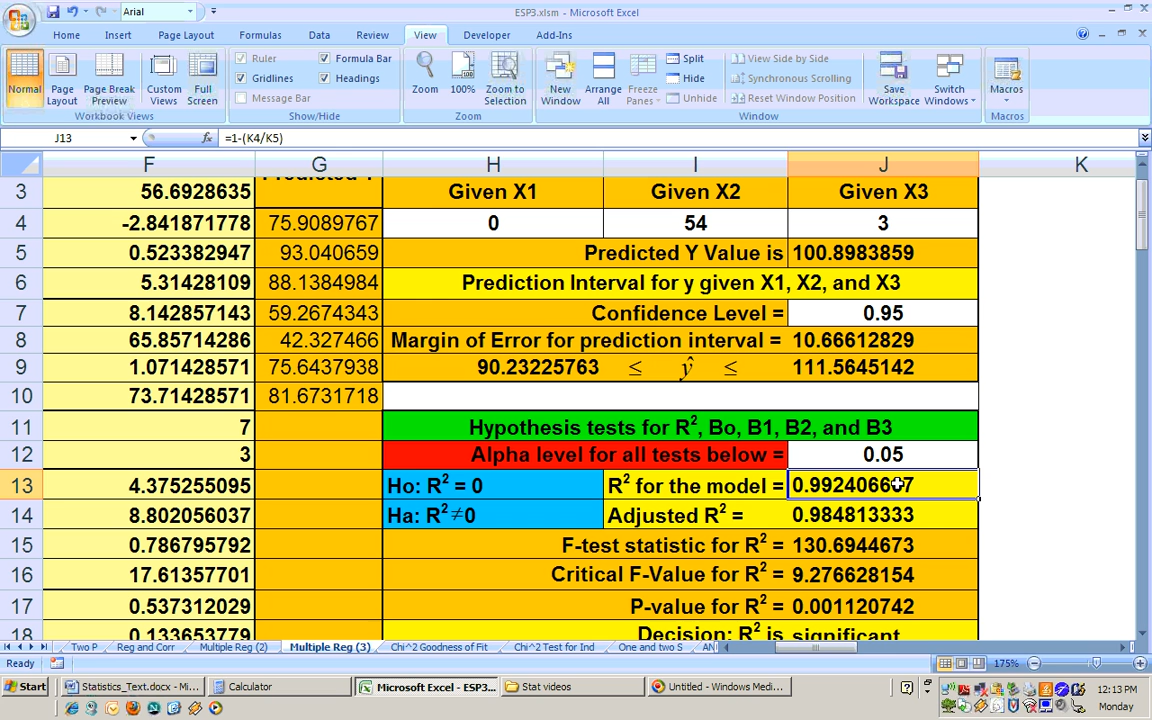 ESP3.xlsm - Microsoft Excel
Arial
Home Insert Page Layout Formulas Data Review View Developer Add-Ins
Normal Page Layout Page Break Preview Custom Views Full Screen
Workbook Views
Ruler Formula Bar
Gridlines Headings
Message Bar
Show/Hide
Zoom 100% Zoom to Selection
Zoom
New Window Arrange All Freeze Panes
Split
Hide
Unhide
View Side by Side
Synchronous Scrolling
Reset Window Position
Save Workspace Switch Windows
Window
Macros
Macros
J13 fx =1-(K4/K5)
F G H I J K
3 56.6928635 Predicted Y Given X1 Given X2 Given X3
4 -2.841871778 75.9089767 0 54 3
5 0.523382947 93.040659 Predicted Y Value is 100.8983859
6 5.31428109 88.1384984 Prediction Interval for y given X1, X2, and X3
7 8.142857143 59.2674343 Confidence Level = 0.95
8 65.85714286 42.327466 Margin of Error for prediction interval = 10.66612829
9 1.071428571 75.6437938 90.23225763 ≤ ŷ ≤ 111.5645142
10 73.71428571 81.6731718
11 7 Hypothesis tests for R², Bo, B1, B2, and B3
12 3 Alpha level for all tests below = 0.05
13 4.375255095 Ho: R² = 0 R² for the model = 0.992406667
14 8.802056037 Ha: R² ≠ 0 Adjusted R² = 0.984813333
15 0.786795792 F-test statistic for R² = 130.6944673
16 17.61357701 Critical F-Value for R² = 9.276628154
17 0.537312029 P-value for R² = 0.001120742
18 0.133653779 Decision: R² is significant
Two P Reg and Corr Multiple Reg (2) Multiple Reg (3) Chi^2 Goodness of Fit Chi^2 Test for Ind One and two S AN
Ready 175%
Start Statistics_Text.docx - Mi... Calculator Microsoft Excel - ESP3... Stat videos Untitled - Windows Medi... 12:13 PM
Monday